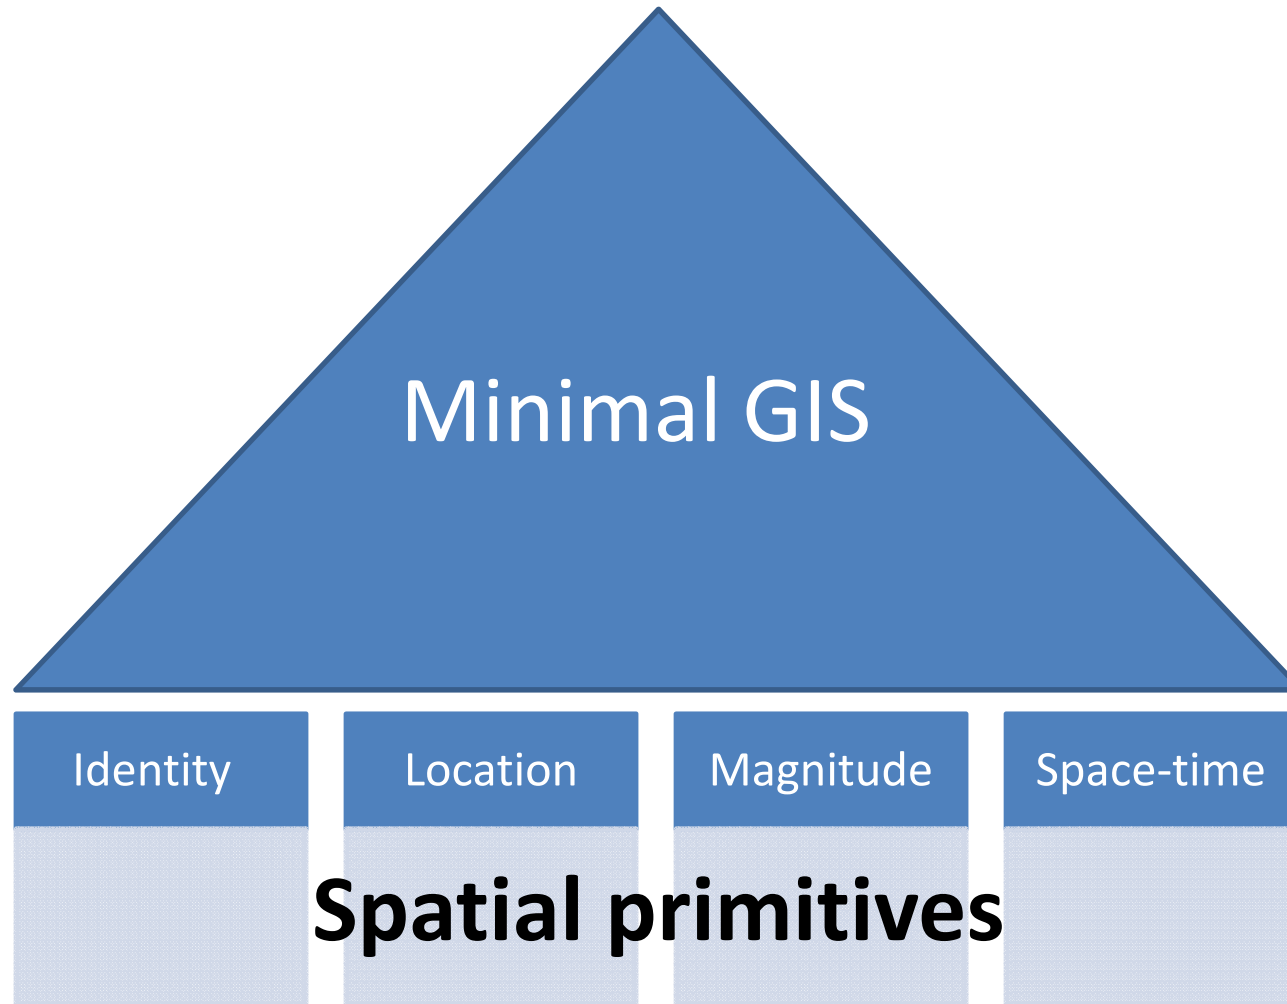 Minimal GIS
Identity
Location
Magnitude
Space-time
Spatial primitives